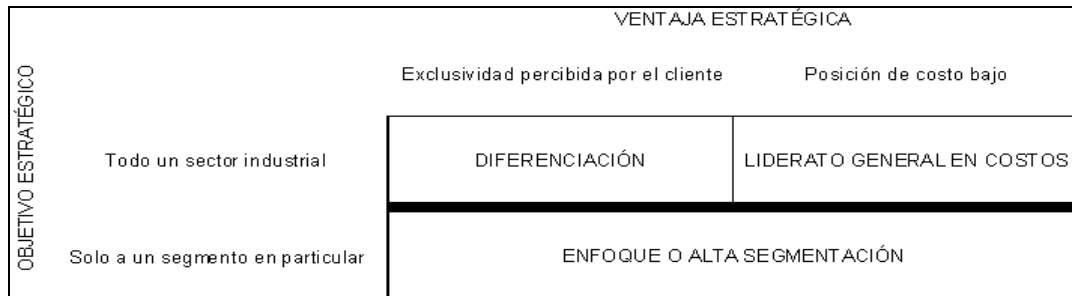 VENTAJA ESTRATÉGICA
Exclusividad percibida por el cliente
Posición de costo bajo
OBJETIVO ESTRATÉGICO
Todo un sector industrial
DIFERENCIACIÓN
LIDERATO GENERAL EN COSTOS
Solo a un segmento en particular
ENFOQUE O ALTA SEGMENTACIÓN